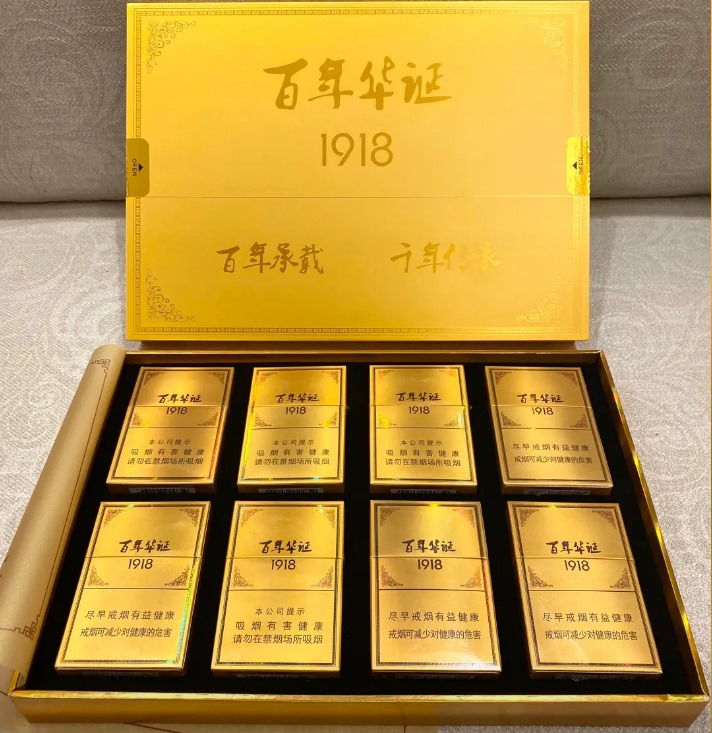 百年华诞
1918
OPEN
OPEN
百年承载 千年传承
百年华诞
1918
本公司提示
吸烟有害健康
请勿在禁烟场所吸烟
百年华诞
1918
本公司提示
吸烟有害健康
请勿在禁烟场所吸烟
百年华诞
1918
本公司提示
吸烟有害健康
请勿在禁烟场所吸烟
百年华诞
1918
尽早戒烟有益健康
戒烟可减少对健康的危害
百年华诞
1918
尽早戒烟有益健康
戒烟可减少对健康的危害
百年华诞
1918
本公司提示
吸烟有害健康
请勿在禁烟场所吸烟
百年华诞
1918
尽早戒烟有益健康
戒烟可减少对健康的危害
百年华诞
1918
尽早戒烟有益健康
戒烟可减少对健康的危害